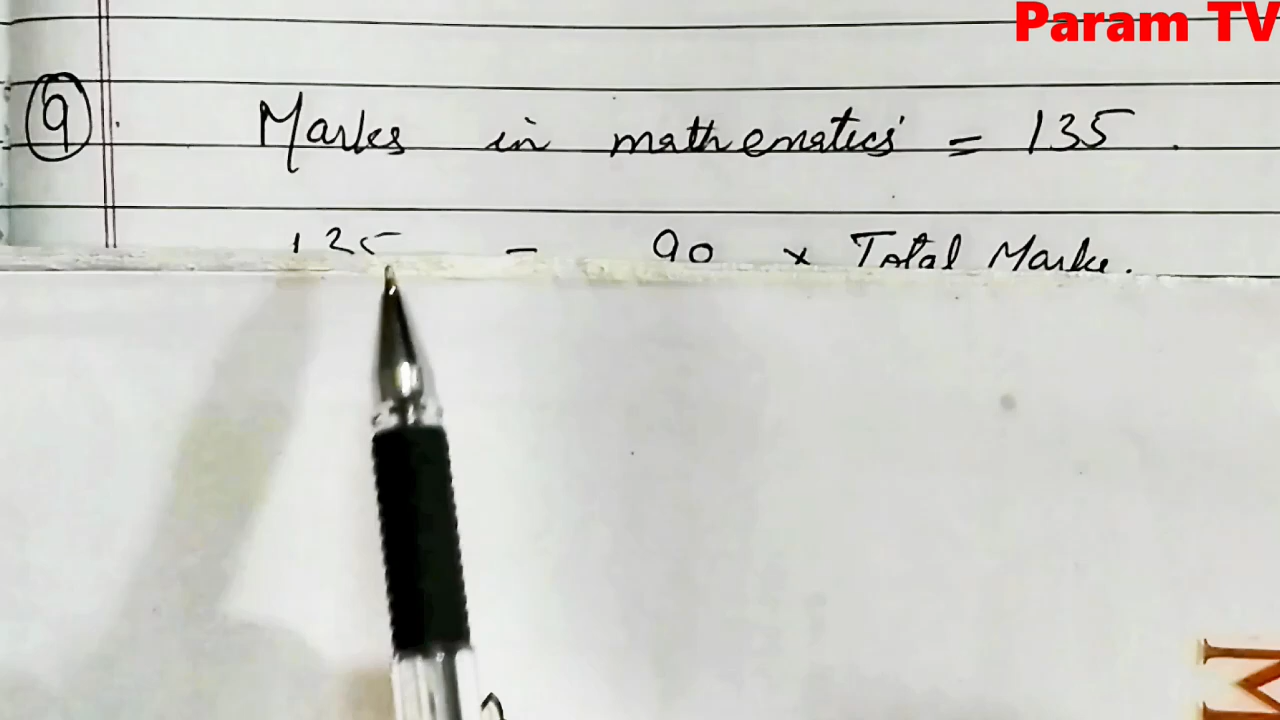 Param TV
9 Marks in mathematics = 135
90 × Total Marks.
M